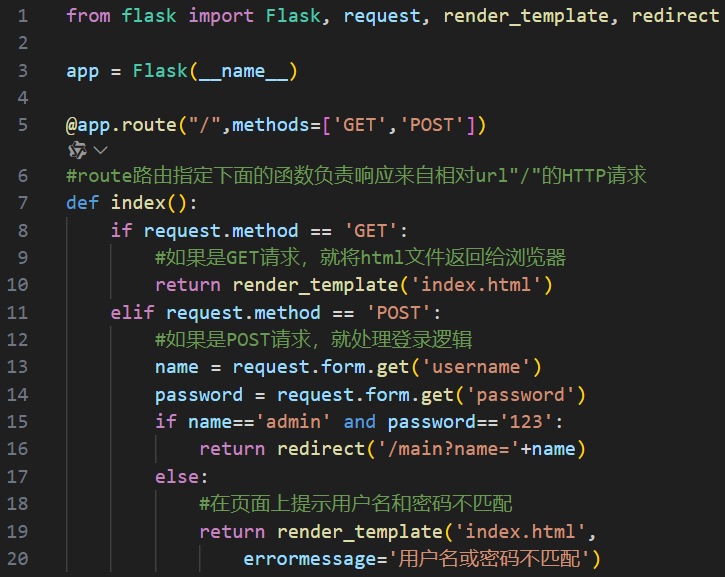 1 from flask import Flask, request, render_template, redirect
2
3 app = Flask(__name__)
4
5 @app.route("/",methods=['GET','POST'])
6 #route路由指定下面的函数负责响应来自相对url"/"的HTTP请求
7 def index():
8     if request.method == 'GET':
9         #如果是GET请求，就将html文件返回给浏览器
10         return render_template('index.html')
11     elif request.method == 'POST':
12         #如果是POST请求，就处理登录逻辑
13         name = request.form.get('username')
14         password = request.form.get('password')
15         if name=='admin' and password=='123':
16             return redirect('/main?name='+name)
17         else:
18             #在页面上提示用户名和密码不匹配
19             return render_template('index.html',
20                 errormessage='用户名或密码不匹配')